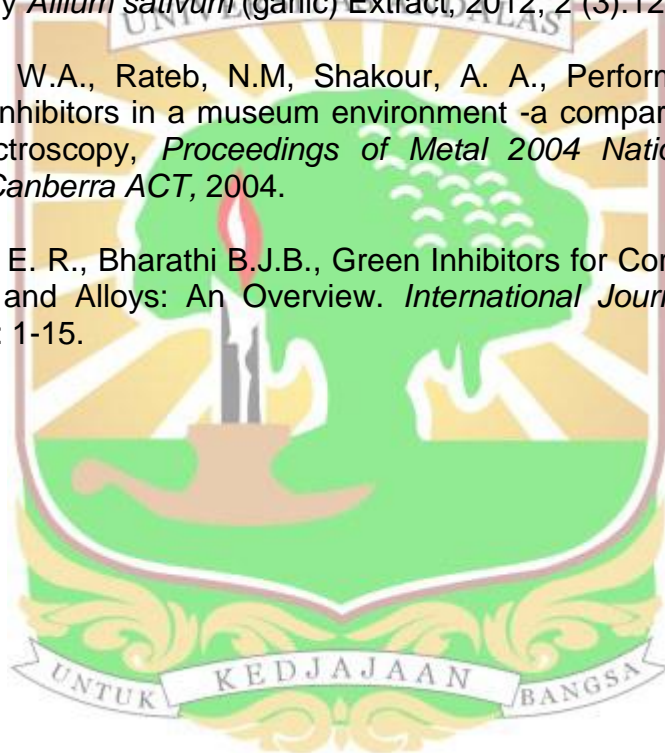 y Allium sativum (garlic) Extract, 2012, 2 (3).12
W.A., Rateb, N.M, Shakour, A. A., Perform
nhibitors in a museum environment -a compar
ctroscopy, Proceedings of Metal 2004 Natio
Canberra ACT, 2004.
E. R., Bharathi B.J.B., Green Inhibitors for Cor
and Alloys: An Overview. International Journ
: 1-15.
UNTUK KEDJAJAAN BANGSA